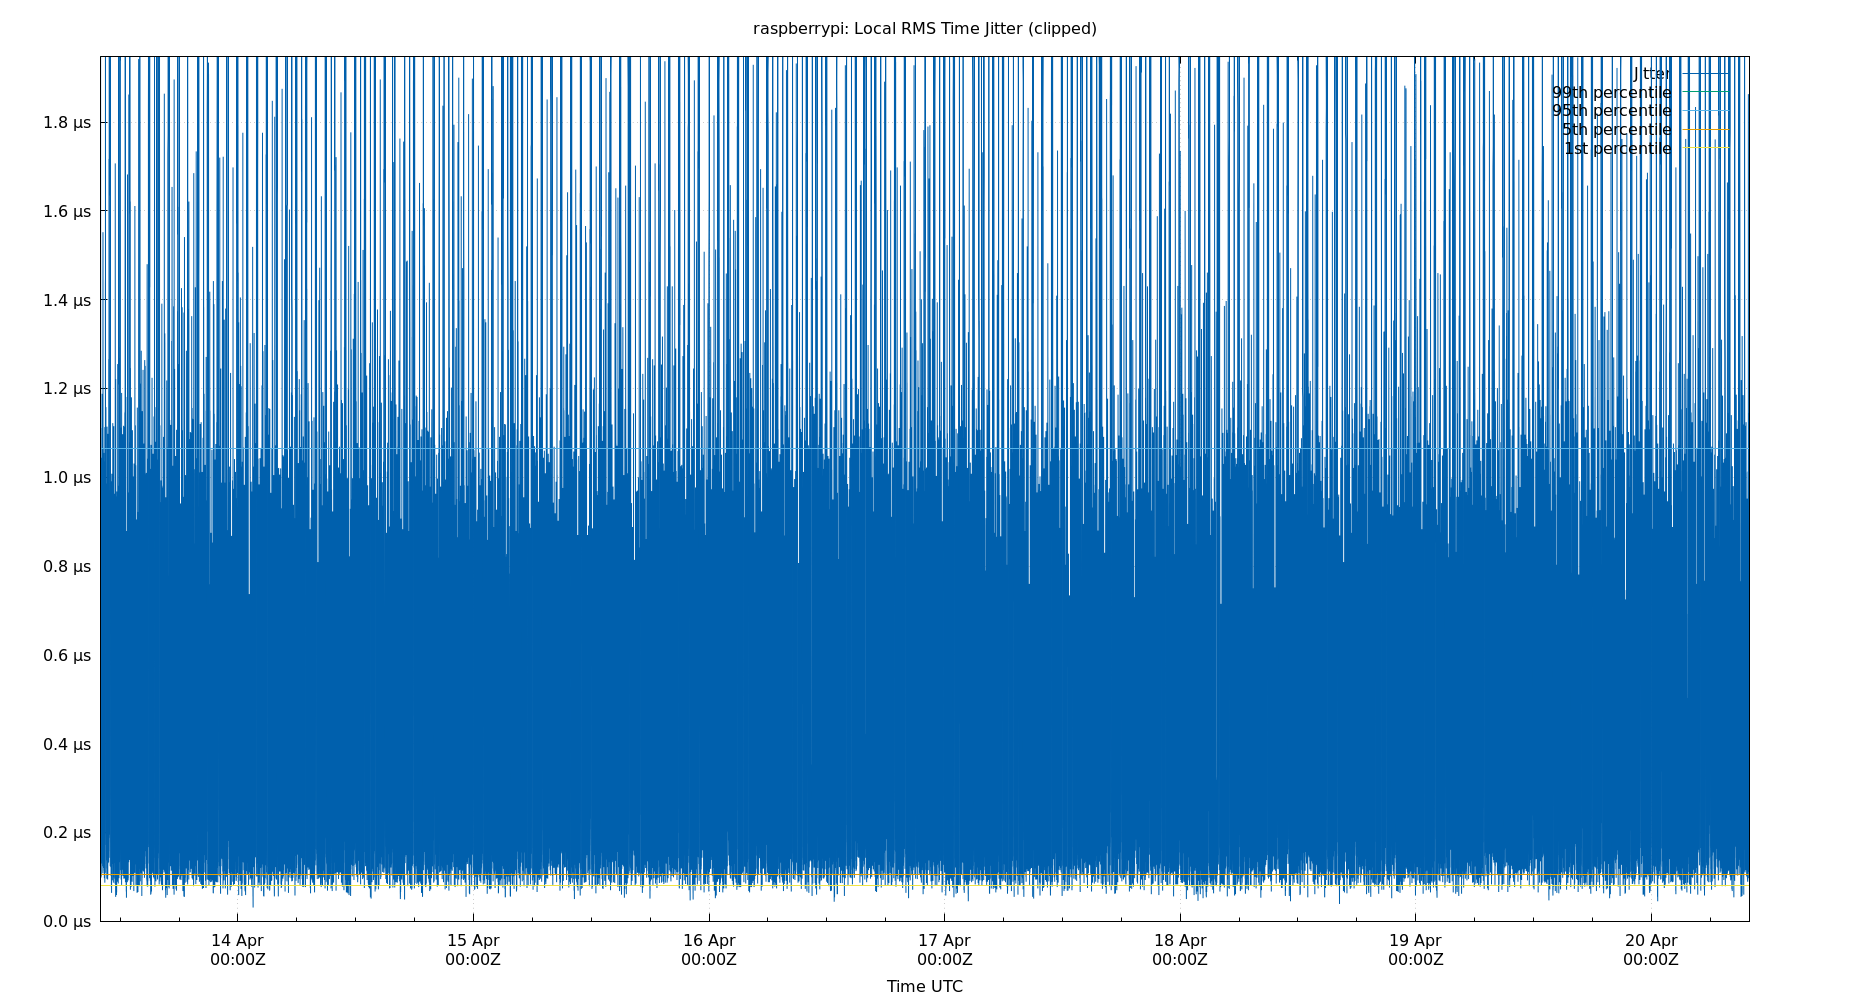 raspberrypi: Local RMS Time Jitter (clipped)
Jitter
99th percentile
95th percentile
5th percentile
1st percentile
1.8 µs
1.6 µs
1.4 µs
1.2 µs
1.0 µs
0.8 µs
0.6 µs
0.4 µs
0.2 µs
0.0 µs
14 Apr 15 Apr 16 Apr 17 Apr 18 Apr 19 Apr 20 Apr
00:00Z 00:00Z 00:00Z 00:00Z 00:00Z 00:00Z 00:00Z
Time UTC